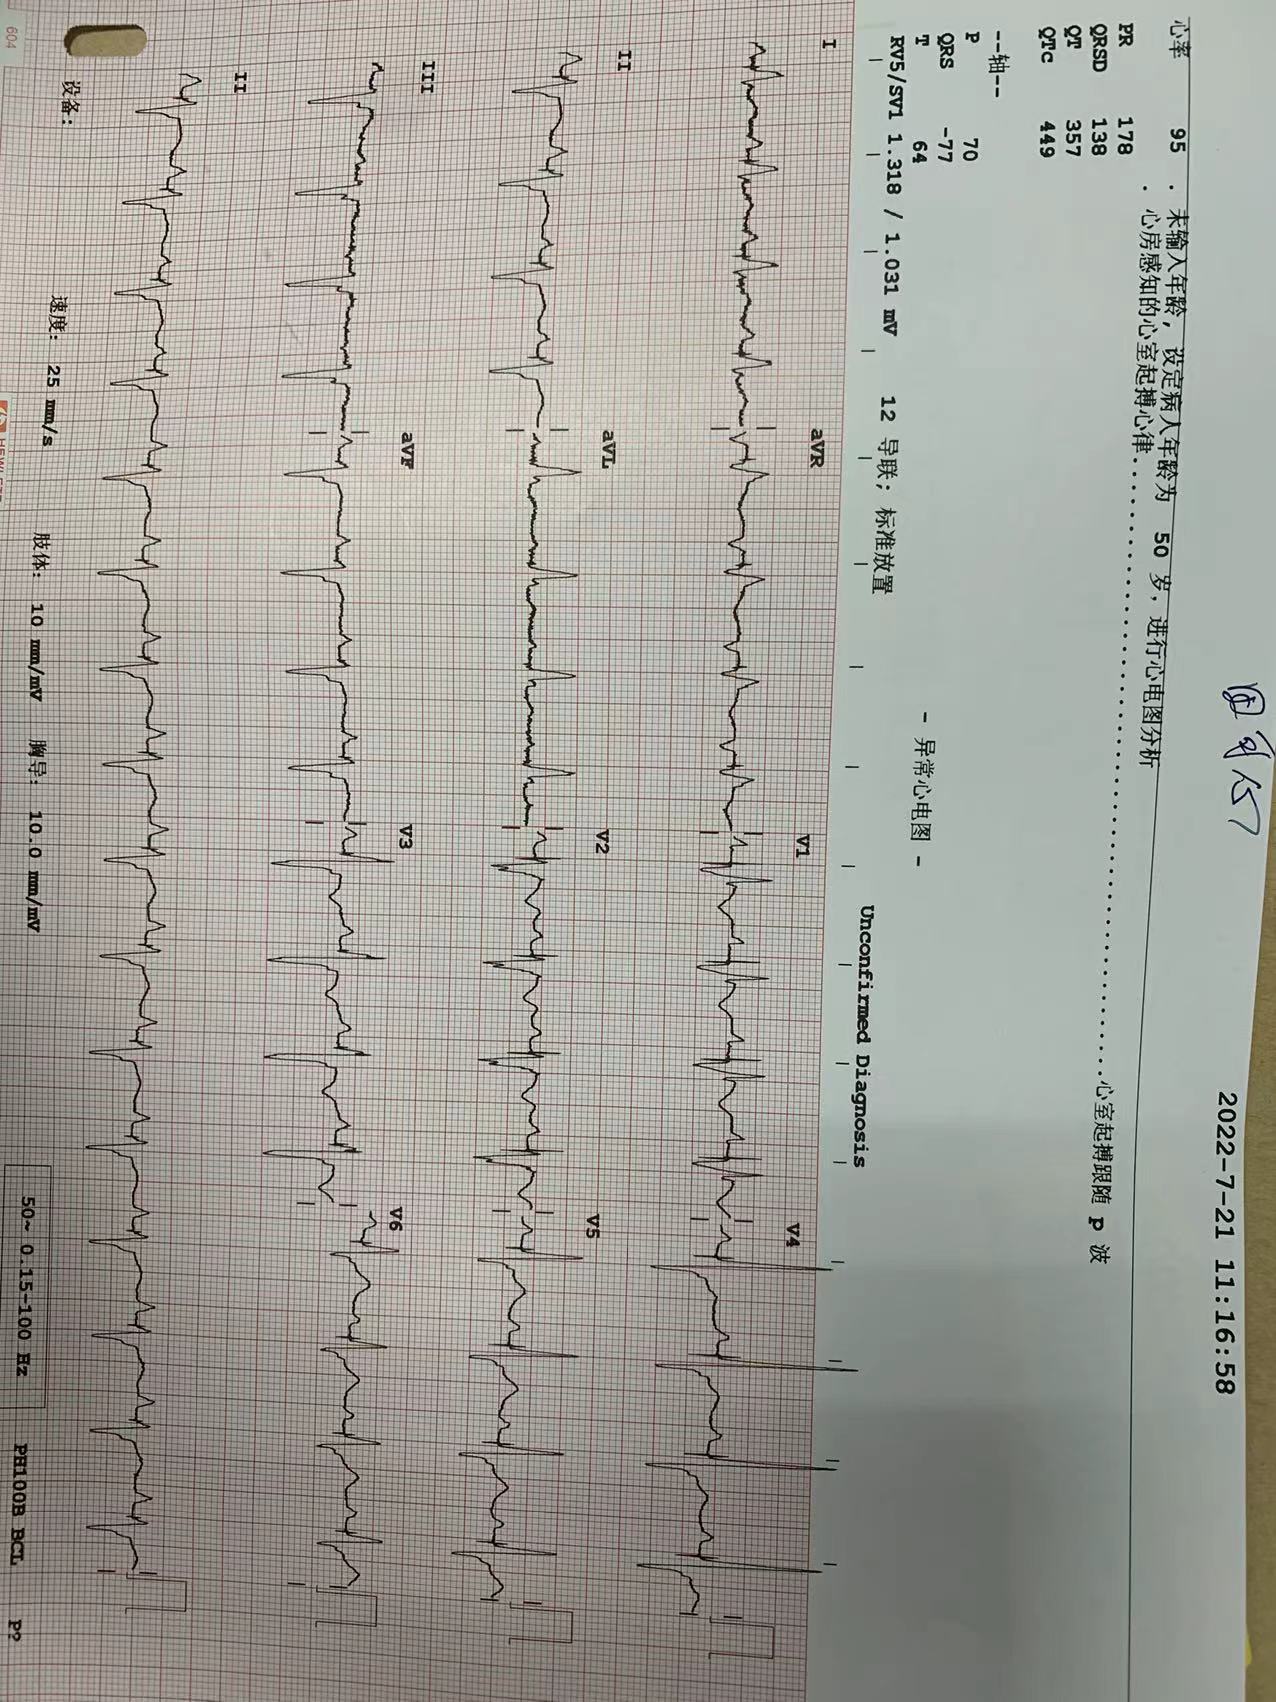 2022-7-21 11:16:58
心率 95 . 未输入年龄, 设定病人年龄为 50 岁, 进行心电图分析
. 心房感知的心室起搏心律...........................................心室起搏跟随 p 波
PR 178
QRSD 138
QT 357
QTC 449
--轴--
P 70
QRS -77
T 64
RV5/SV1 1.318 / 1.031 mV
- 异常心电图 -
12 导联; 标准放置
Unconfirmed Diagnosis
I aVR V1 V4
II aVL V2 V5
III aVF V3 V6
II
设备: 速度: 25 mm/s 肢体: 10 mm/mV 胸导: 10.0 mm/mV 50~ 0.15-100 Hz PH100B BCL P?
604